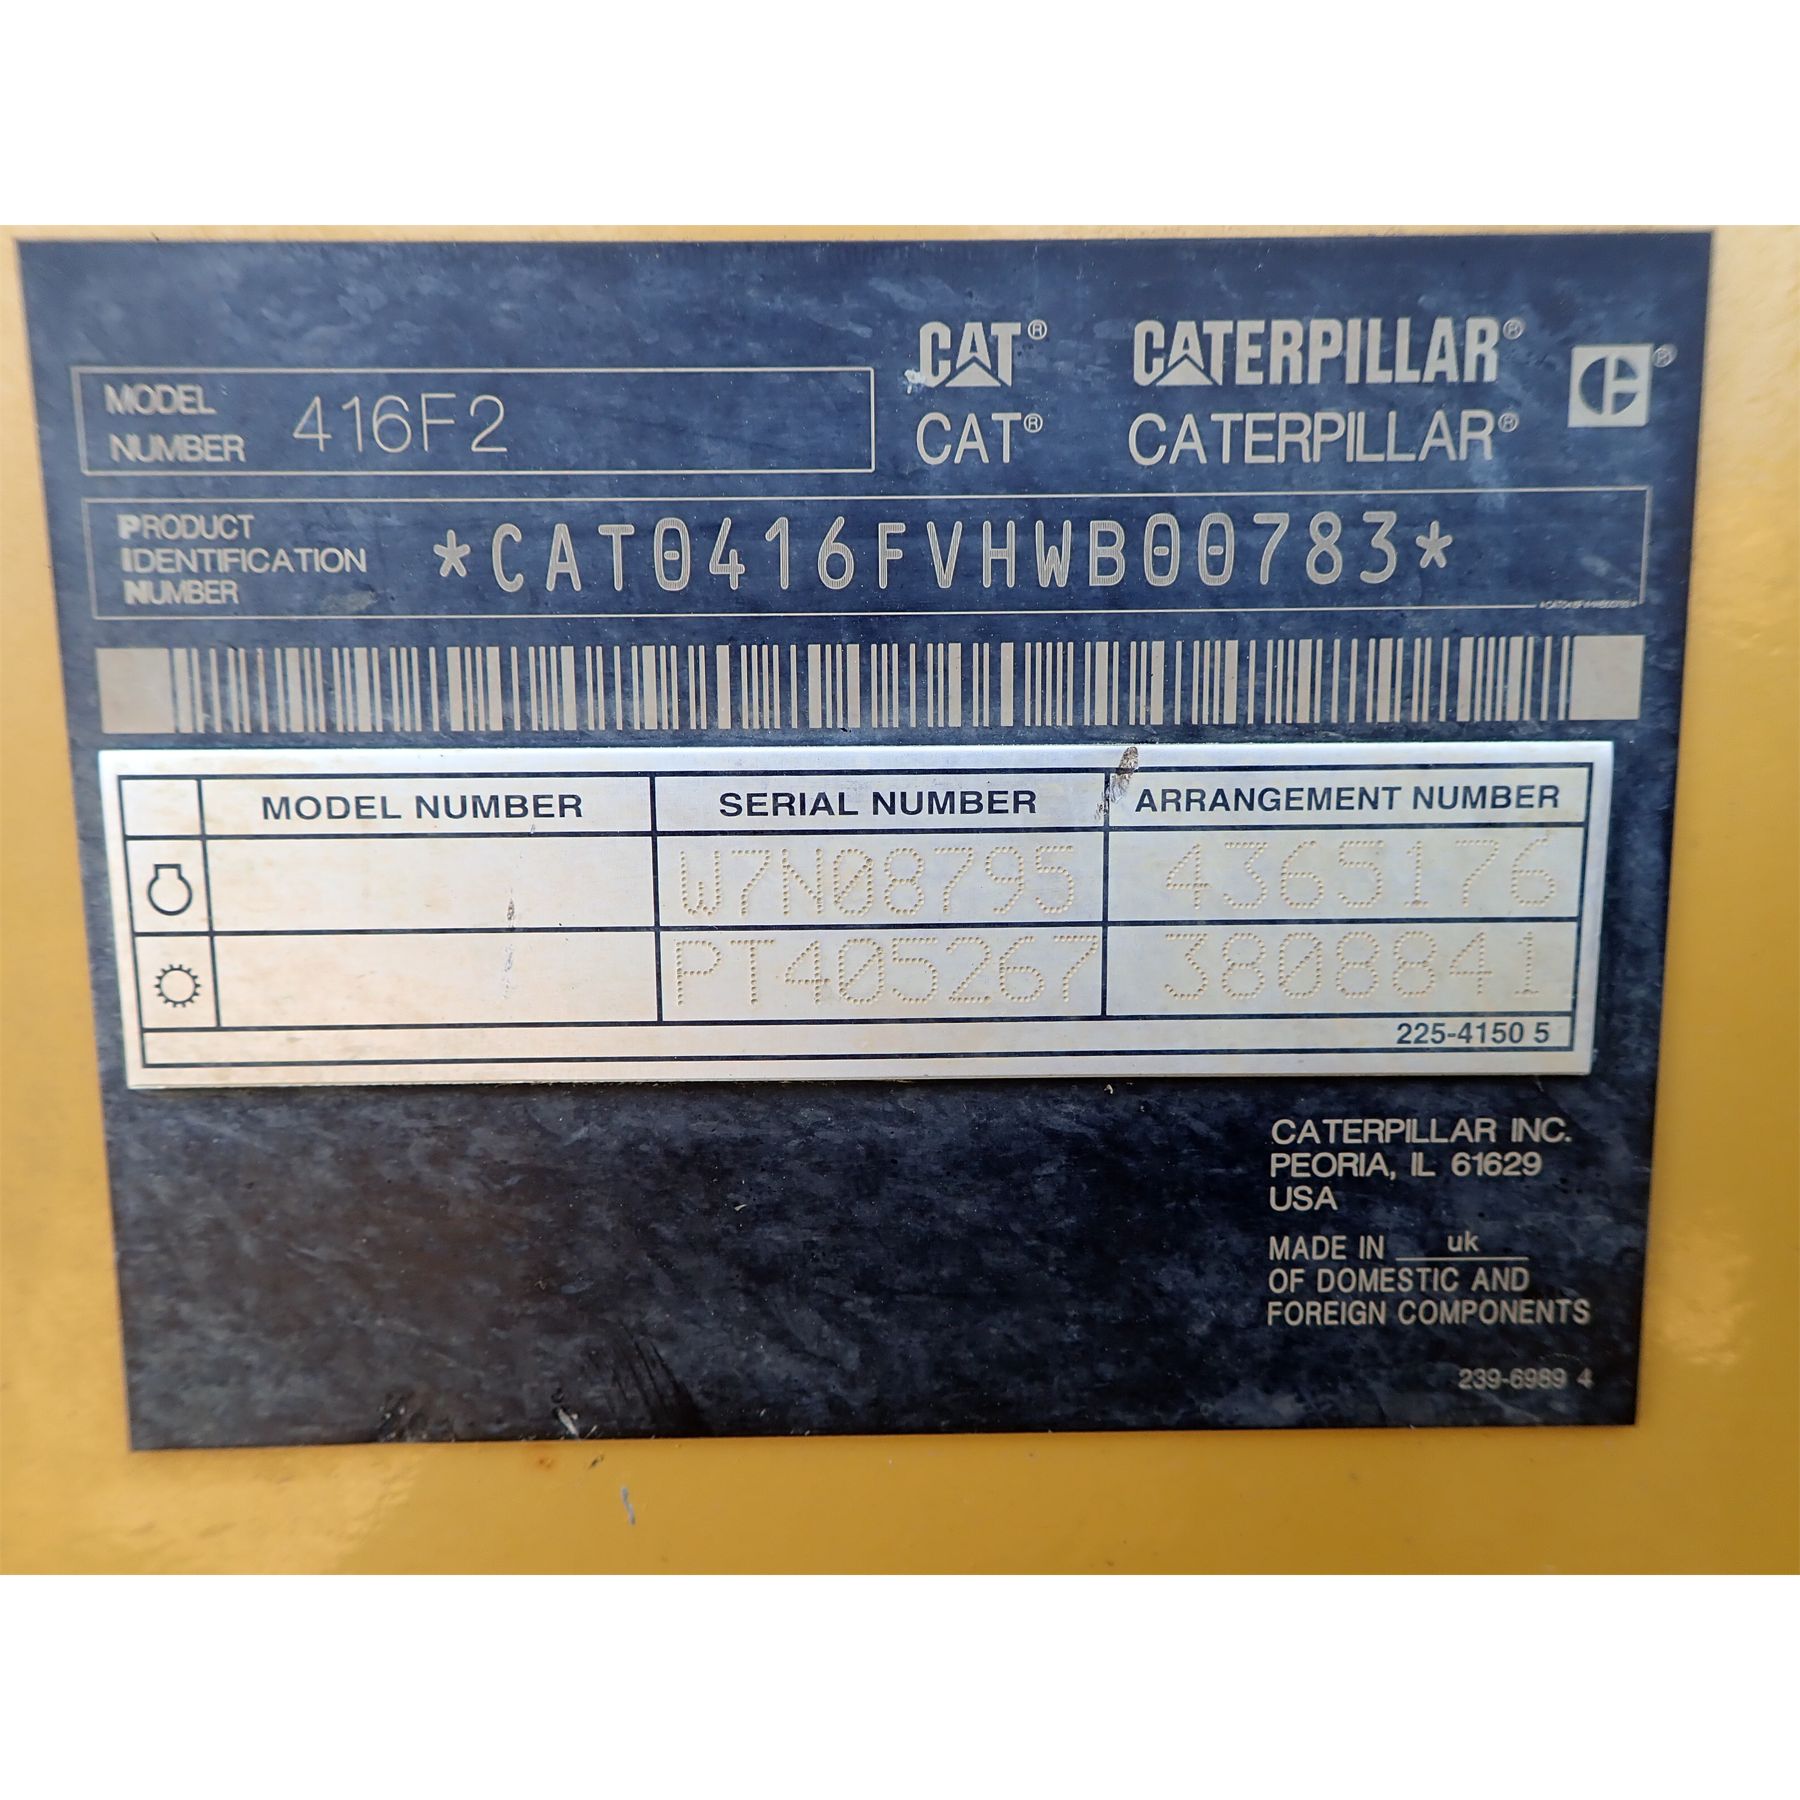 CAT® CATERPILLAR® ®
MODEL
NUMBER 416F2
CAT® CATERPILLAR®
PRODUCT
IDENTIFICATION
NUMBER
*CAT0416FVHWB00783*
MODEL NUMBER SERIAL NUMBER ARRANGEMENT NUMBER
W7N08795 4365176
PT405267 3808841
225-4150 5
CATERPILLAR INC.
PEORIA, IL 61629
USA
MADE IN uk
OF DOMESTIC AND
FOREIGN COMPONENTS
239-6989 4